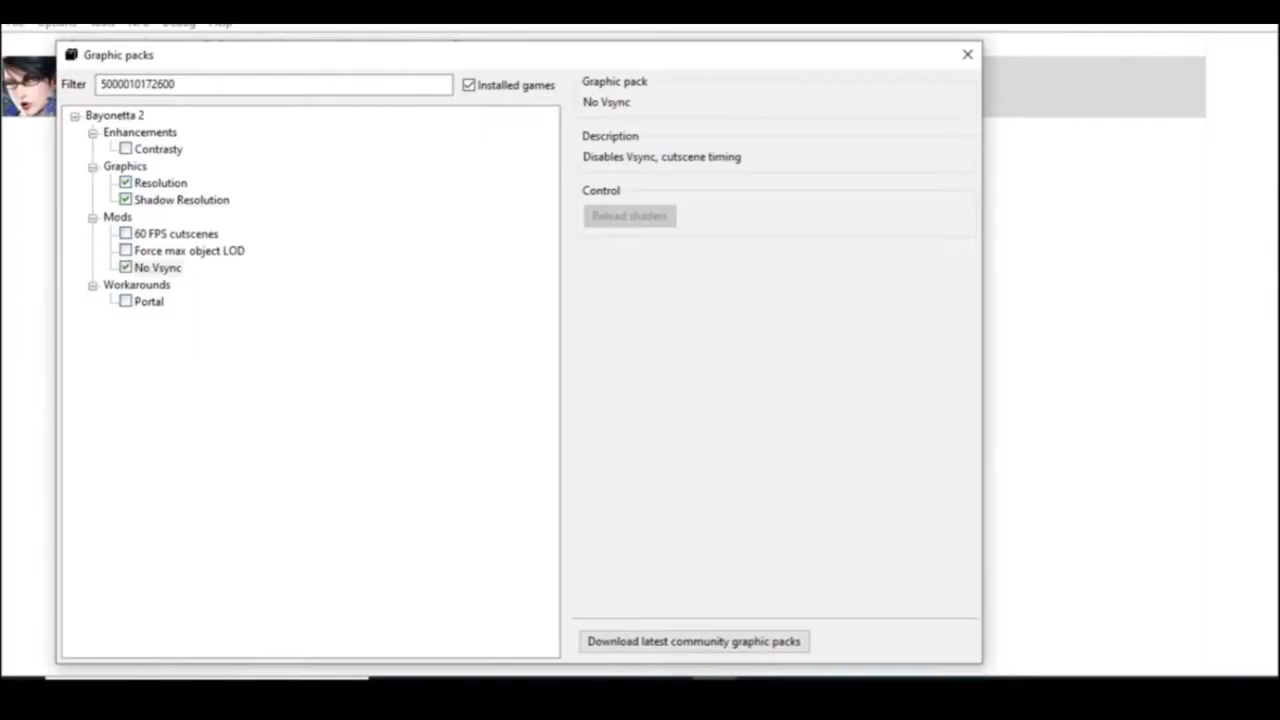 Graphic packs
Filter 5000010172600 Installed games
Bayonetta 2
Enhancements
Contrasty
Graphics
Resolution
Shadow Resolution
Mods
60 FPS cutscenes
Force max object LOD
No Vsync
Workarounds
Portal
Graphic pack
No Vsync
Description
Disables Vsync, cutscene timing
Control
Reload shaders
Download latest community graphic packs